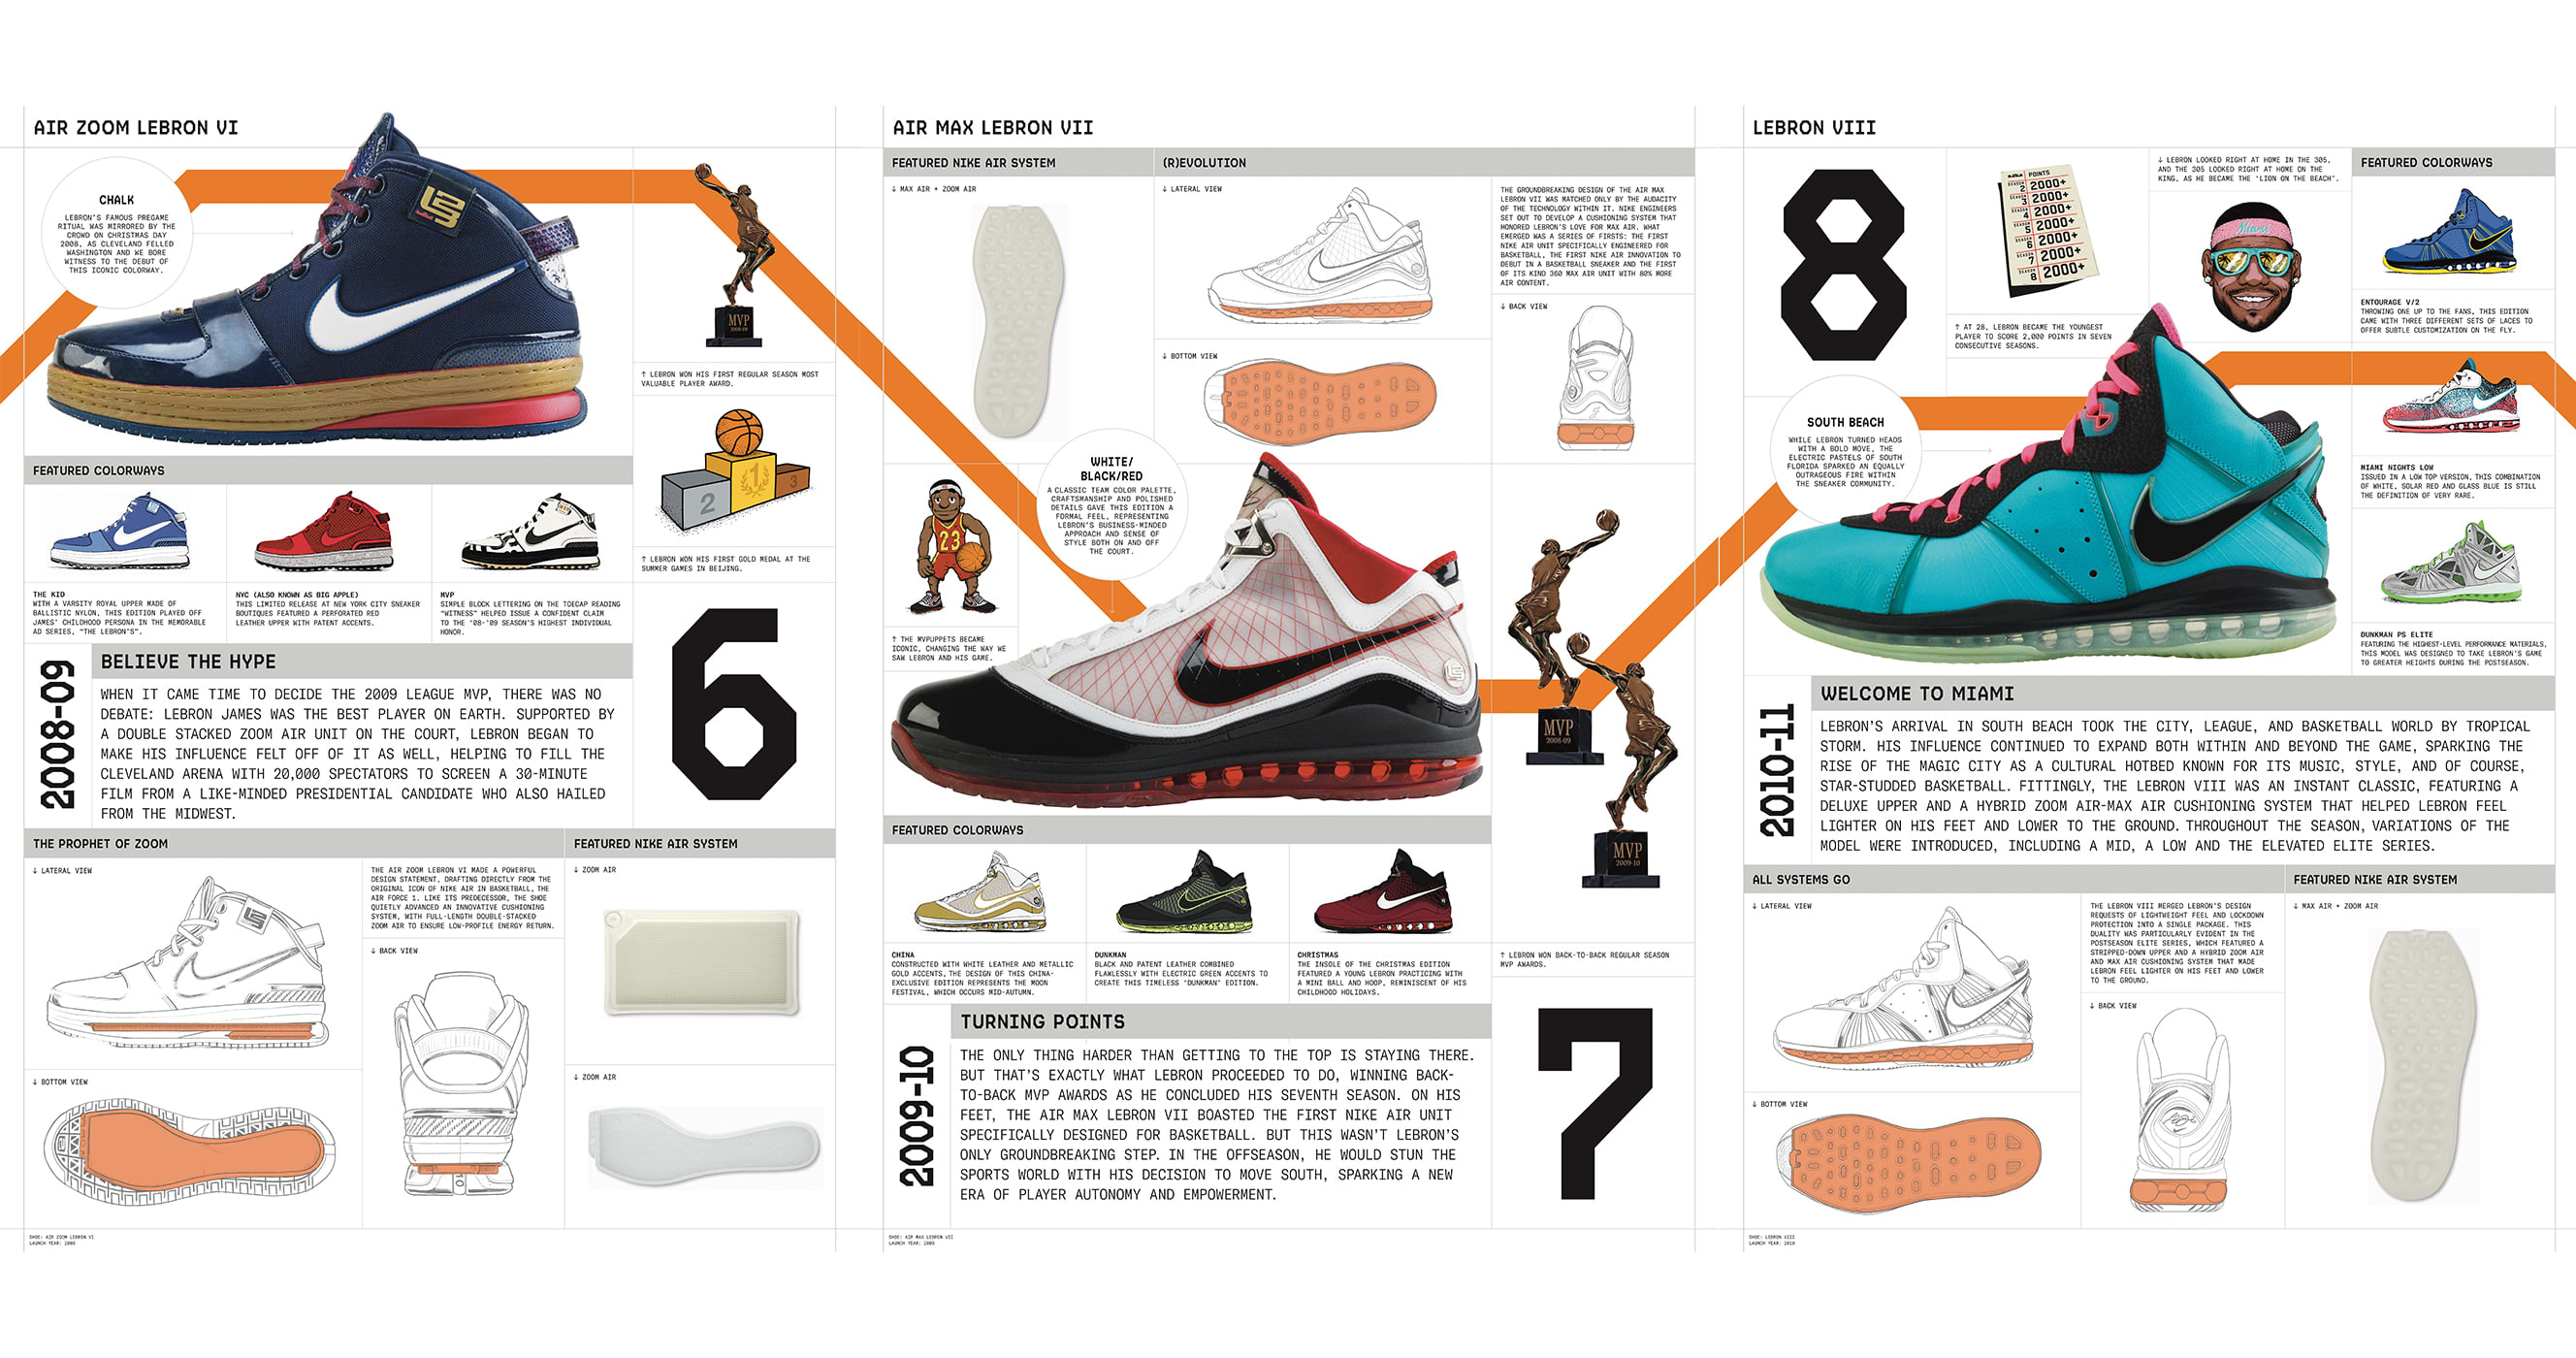 AIR ZOOM LEBRON VI
CHALK
LEBRON'S FAMOUS PREGAME
RITUAL WAS MIRRORED BY THE
CROWD ON CHRISTMAS DAY
2008, AS CLEVELAND FELLED
WASHINGTON AND WE BORE
WITNESS TO THE DEBUT OF
THIS ICONIC COLORWAY.
MVP
2008-09
↑ LEBRON WON HIS FIRST REGULAR SEASON MOST
VALUABLE PLAYER AWARD.
2 1 3
↑ LEBRON WON HIS FIRST GOLD MEDAL AT THE
SUMMER GAMES IN BEIJING.
FEATURED COLORWAYS
THE KID
WITH A VARSITY ROYAL UPPER MADE OF
BALLISTIC NYLON, THIS EDITION PLAYED OFF
JAMES' CHILDHOOD PERSONA IN THE MEMORABLE
AD SERIES, "THE LEBRON'S".
NYC (ALSO KNOWN AS BIG APPLE)
THIS LIMITED RELEASE AT NEW YORK CITY SNEAKER
BOUTIQUES FEATURED A PERFORATED RED
LEATHER UPPER WITH PATENT ACCENTS.
MVP
SIMPLE BLOCK LETTERING ON THE TOECAP READING
"WITNESS" HELPED ISSUE A CONFIDENT CLAIM
TO THE '08-'09 SEASON'S HIGHEST INDIVIDUAL
HONOR.
6
2008-09
BELIEVE THE HYPE
WHEN IT CAME TIME TO DECIDE THE 2009 LEAGUE MVP, THERE WAS NO
DEBATE: LEBRON JAMES WAS THE BEST PLAYER ON EARTH. SUPPORTED BY
A DOUBLE STACKED ZOOM AIR UNIT ON THE COURT, LEBRON BEGAN TO
MAKE HIS INFLUENCE FELT OFF OF IT AS WELL, HELPING TO FILL THE
CLEVELAND ARENA WITH 20,000 SPECTATORS TO SCREEN A 30-MINUTE
FILM FROM A LIKE-MINDED PRESIDENTIAL CANDIDATE WHO ALSO HAILED
FROM THE MIDWEST.
THE PROPHET OF ZOOM
↓ LATERAL VIEW
THE AIR ZOOM LEBRON VI MADE A POWERFUL
DESIGN STATEMENT, DRAFTING DIRECTLY FROM THE
ORIGINAL ICON OF NIKE AIR IN BASKETBALL, THE
AIR FORCE 1. LIKE ITS PREDECESSOR, THE SHOE
QUIETLY ADVANCED AN INNOVATIVE CUSHIONING
SYSTEM, WITH FULL-LENGTH DOUBLE-STACKED
ZOOM AIR TO ENSURE LOW-PROFILE ENERGY RETURN.
↓ BACK VIEW
↓ BOTTOM VIEW
FEATURED NIKE AIR SYSTEM
↓ ZOOM AIR
↓ ZOOM AIR
SHOE: AIR ZOOM LEBRON VI
LAUNCH YEAR: 2008
AIR MAX LEBRON VII
FEATURED NIKE AIR SYSTEM
↓ MAX AIR + ZOOM AIR
(R)EVOLUTION
↓ LATERAL VIEW
THE GROUNDBREAKING DESIGN OF THE AIR MAX
LEBRON VII WAS MATCHED ONLY BY THE AUDACITY
OF THE TECHNOLOGY WITHIN IT. NIKE ENGINEERS
SET OUT TO DEVELOP A CUSHIONING SYSTEM THAT
HONORED LEBRON'S LOVE FOR MAX AIR. WHAT
EMERGED WAS A SERIES OF FIRSTS: THE FIRST
NIKE AIR UNIT SPECIFICALLY ENGINEERED FOR
BASKETBALL, THE FIRST NIKE AIR INNOVATION TO
DEBUT IN A BASKETBALL SNEAKER AND THE FIRST
OF ITS KIND 360 MAX AIR UNIT WITH 80% MORE
AIR CONTENT.
↓ BACK VIEW
↓ BOTTOM VIEW
23
↑ THE MVPUPPETS BECAME
ICONIC, CHANGING THE WAY WE
SAW LEBRON AND HIS GAME.
WHITE/
BLACK/RED
A CLASSIC TEAM COLOR PALETTE,
CRAFTSMANSHIP AND POLISHED
DETAILS GAVE THIS EDITION A
FORMAL FEEL, REPRESENTING
LEBRON'S BUSINESS-MINDED
APPROACH AND SENSE OF
STYLE BOTH ON AND OFF
THE COURT.
MVP
2008-09
MVP
2009-10
↑ LEBRON WON BACK-TO-BACK REGULAR SEASON
MVP AWARDS.
FEATURED COLORWAYS
CHINA
CONSTRUCTED WITH WHITE LEATHER AND METALLIC
GOLD ACCENTS, THE DESIGN OF THIS CHINA-
EXCLUSIVE EDITION REPRESENTS THE MOON
FESTIVAL, WHICH OCCURS MID-AUTUMN.
DUNKMAN
BLACK AND PATENT LEATHER COMBINED
FLAWLESSLY WITH ELECTRIC GREEN ACCENTS TO
CREATE THIS TIMELESS 'DUNKMAN' EDITION.
CHRISTMAS
THE INSOLE OF THE CHRISTMAS EDITION
FEATURED A YOUNG LEBRON PRACTICING WITH
A MINI BALL AND HOOP, REMINISCENT OF HIS
CHILDHOOD HOLIDAYS.
2009-10
TURNING POINTS
THE ONLY THING HARDER THAN GETTING TO THE TOP IS STAYING THERE.
BUT THAT'S EXACTLY WHAT LEBRON PROCEEDED TO DO, WINNING BACK-
TO-BACK MVP AWARDS AS HE CONCLUDED HIS SEVENTH SEASON. ON HIS
FEET, THE AIR MAX LEBRON VII BOASTED THE FIRST NIKE AIR UNIT
SPECIFICALLY DESIGNED FOR BASKETBALL. BUT THIS WASN'T LEBRON'S
ONLY GROUNDBREAKING STEP. IN THE OFFSEASON, HE WOULD STUN THE
SPORTS WORLD WITH HIS DECISION TO MOVE SOUTH, SPARKING A NEW
ERA OF PLAYER AUTONOMY AND EMPOWERMENT.
7
SHOE: AIR MAX LEBRON VII
LAUNCH YEAR: 2009
LEBRON VIII
8
POINTS
SEASON 2 2000+
SEASON 3 2000+
SEASON 4 2000+
SEASON 5 2000+
SEASON 6 2000+
SEASON 7 2000+
SEASON 8 2000+
↑ AT 28, LEBRON BECAME THE YOUNGEST
PLAYER TO SCORE 2,000 POINTS IN SEVEN
CONSECUTIVE SEASONS.
↓ LEBRON LOOKED RIGHT AT HOME IN THE 305,
AND THE 305 LOOKED RIGHT AT HOME ON THE
KING, AS HE BECAME THE 'LION ON THE BEACH'.
Miami
FEATURED COLORWAYS
ENTOURAGE V/2
THROWING ONE UP TO THE FANS, THIS EDITION
CAME WITH THREE DIFFERENT SETS OF LACES TO
OFFER SUBTLE CUSTOMIZATION ON THE FLY.
MIAMI NIGHTS LOW
ISSUED IN A LOW TOP VERSION, THIS COMBINATION
OF WHITE, SOLAR RED AND GLASS BLUE IS STILL
THE DEFINITION OF VERY RARE.
DUNKMAN PS ELITE
FEATURING THE HIGHEST-LEVEL PERFORMANCE MATERIALS,
THIS MODEL WAS DESIGNED TO TAKE LEBRON'S GAME
TO GREATER HEIGHTS DURING THE POSTSEASON.
SOUTH BEACH
WHILE LEBRON TURNED HEADS
WITH A BOLD MOVE, THE
ELECTRIC PASTELS OF SOUTH
FLORIDA SPARKED AN EQUALLY
OUTRAGEOUS FIRE WITHIN
THE SNEAKER COMMUNITY.
2010-11
WELCOME TO MIAMI
LEBRON'S ARRIVAL IN SOUTH BEACH TOOK THE CITY, LEAGUE, AND BASKETBALL WORLD BY TROPICAL
STORM. HIS INFLUENCE CONTINUED TO EXPAND BOTH WITHIN AND BEYOND THE GAME, SPARKING THE
RISE OF THE MAGIC CITY AS A CULTURAL HOTBED KNOWN FOR ITS MUSIC, STYLE, AND OF COURSE,
STAR-STUDDED BASKETBALL. FITTINGLY, THE LEBRON VIII WAS AN INSTANT CLASSIC, FEATURING A
DELUXE UPPER AND A HYBRID ZOOM AIR-MAX AIR CUSHIONING SYSTEM THAT HELPED LEBRON FEEL
LIGHTER ON HIS FEET AND LOWER TO THE GROUND. THROUGHOUT THE SEASON, VARIATIONS OF THE
MODEL WERE INTRODUCED, INCLUDING A MID, A LOW AND THE ELEVATED ELITE SERIES.
ALL SYSTEMS GO
↓ LATERAL VIEW
THE LEBRON VIII MERGED LEBRON'S DESIGN
REQUESTS OF LIGHTWEIGHT FEEL AND LOCKDOWN
PROTECTION INTO A SINGLE PACKAGE. THIS
DUALITY WAS PARTICULARLY EVIDENT IN THE
POSTSEASON ELITE SERIES, WHICH FEATURED A
STRIPPED-DOWN UPPER AND A HYBRID ZOOM AIR
AND MAX AIR CUSHIONING SYSTEM THAT MADE
LEBRON FEEL LIGHTER ON HIS FEET AND LOWER
TO THE GROUND.
↓ BACK VIEW
↓ BOTTOM VIEW
FEATURED NIKE AIR SYSTEM
↓ MAX AIR + ZOOM AIR
SHOE: LEBRON VIII
LAUNCH YEAR: 2010